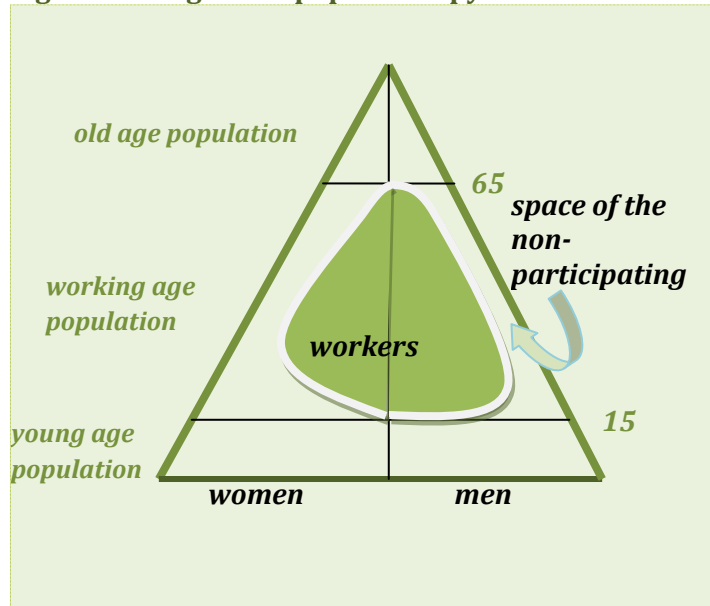 old age population
65
space of the
non-
participating
working age
population
workers
15
young age
population
women
men